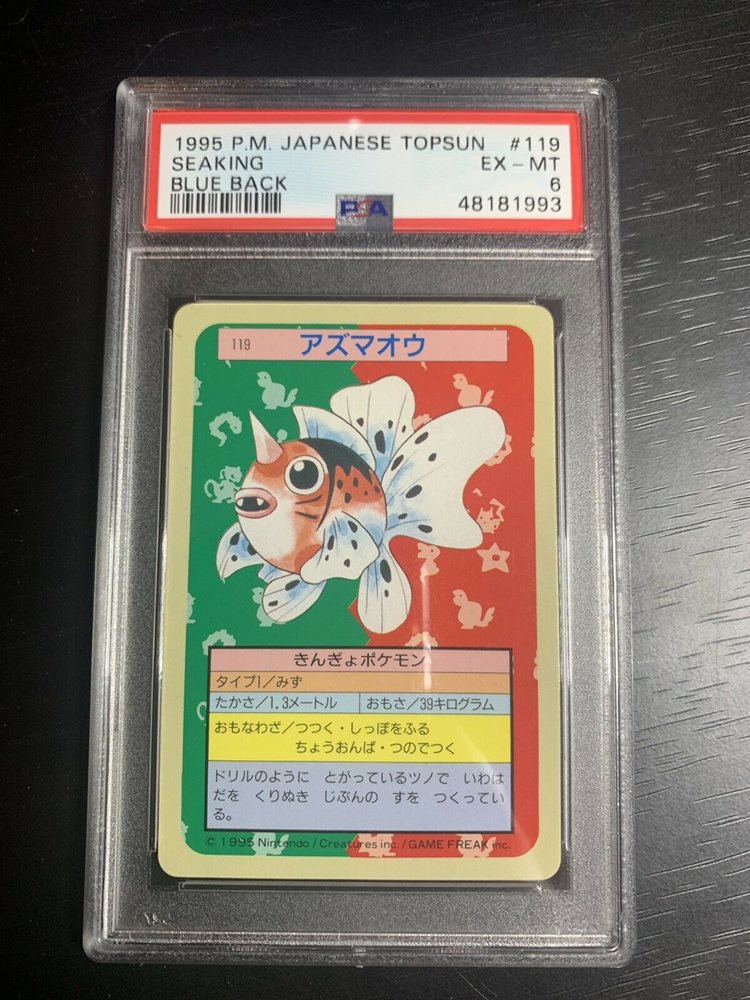 1995 P.M. JAPANESE TOPSUN #119
SEAKING EX - MT
BLUE BACK 6
PSA 48181993
119 アズマオウ
きんぎょポケモン
タイプ1/みず
たかさ/1.3メートル おもさ/39キログラム
おもなわざ/つつく・しっぽをふる
ちょうおんぱ・つのでつく
ドリルのように とがっているツノで いわは
だを くりぬき じぶんの すを つくってい
る。
© 1995 Nintendo / Creatures inc. / GAME FREAK inc.